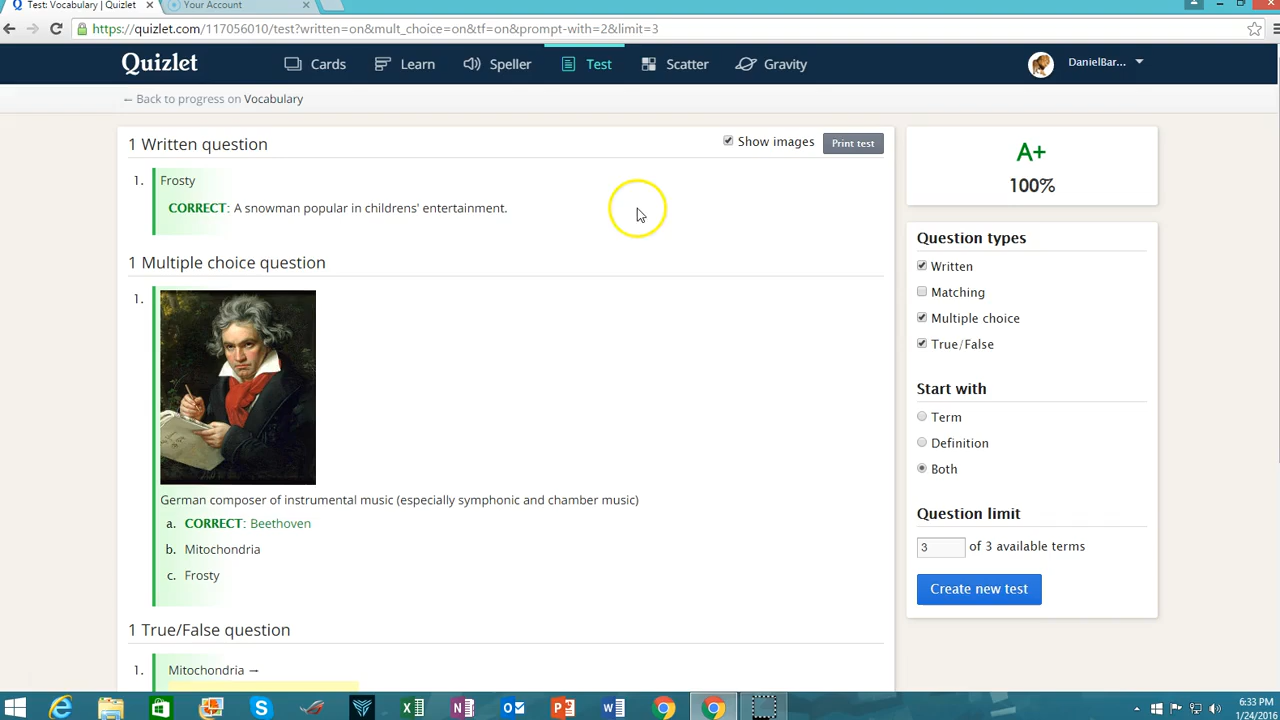 Test: Vocabulary | Quizlet
Your Account
https://quizlet.com/117056010/test?written=on&mult_choice=on&tf=on&prompt-with=2&limit=3
Quizlet Cards Learn Speller Test Scatter Gravity DanielBar...
← Back to progress on Vocabulary
1 Written question
Show images Print test
1. Frosty
CORRECT: A snowman popular in childrens' entertainment.
1 Multiple choice question
1.
German composer of instrumental music (especially symphonic and chamber music)
a. CORRECT: Beethoven
b. Mitochondria
c. Frosty
1 True/False question
1. Mitochondria →
A+
100%
Question types
Written
Matching
Multiple choice
True/False
Start with
Term
Definition
Both
Question limit
3 of 3 available terms
Create new test
6:33 PM
1/24/2016